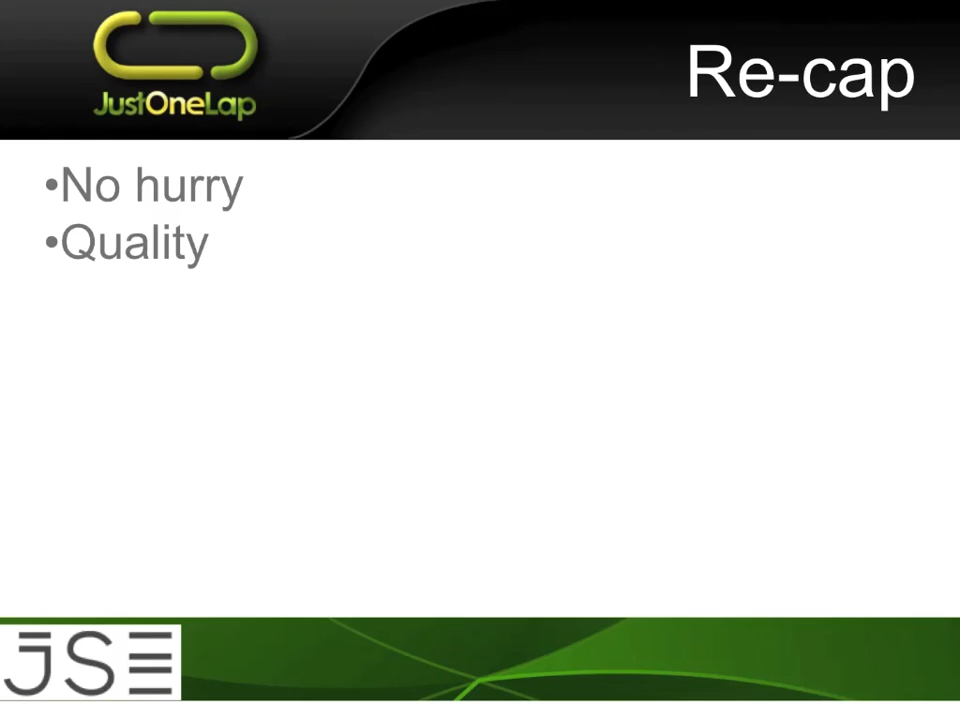 JustOneLap
Re-cap
•No hurry
•Quality
JSE